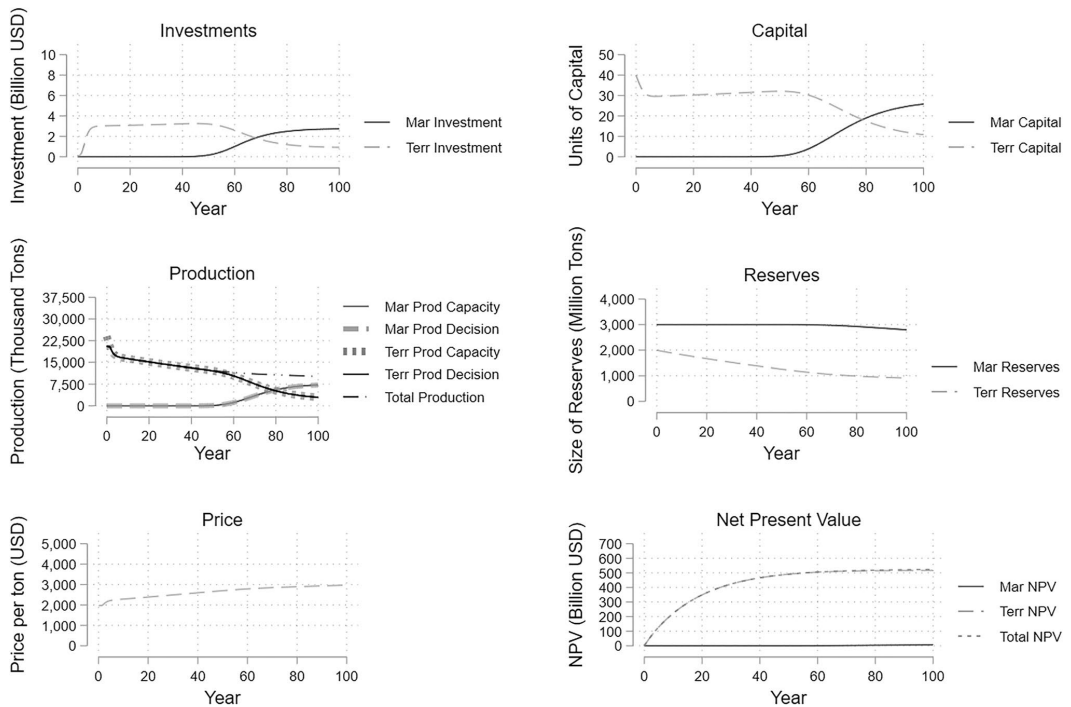 Investments
Investment (Billion USD)
10
8
6
4
2
0
0 20 40 60 80 100
Year
Mar Investment
Terr Investment
Capital
Units of Capital
50
40
30
20
10
0
0 20 40 60 80 100
Year
Mar Capital
Terr Capital
Production
Production (Thousand Tons)
37,500
30,000
22,500
15,000
7,500
0
0 20 40 60 80 100
Year
Mar Prod Capacity
Mar Prod Decision
Terr Prod Capacity
Terr Prod Decision
Total Production
Reserves
Size of Reserves (Million Tons)
4,000
3,000
2,000
1,000
0
0 20 40 60 80 100
Year
Mar Reserves
Terr Reserves
Price
Price per ton (USD)
5,000
4,000
3,000
2,000
1,000
0
0 20 40 60 80 100
Year
Net Present Value
NPV (Billion USD)
700
600
500
400
300
200
100
0
0 20 40 60 80 100
Year
Mar NPV
Terr NPV
Total NPV